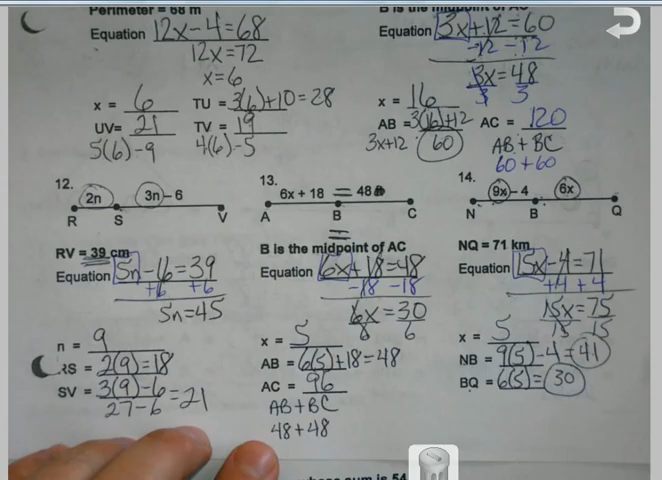 Perimeter = 68 m
Equation 12x - 4 = 68
12x = 72
x = 6
x = 6
TU = 3(6)+10 = 28
UV = 21
TV = 19
5(6)-9
4(6)-5
B is the midpoint of AC
Equation 3x+12 = 60
-12 -12
3x = 48
3 3
x = 16
AB = 3(16)+12
AC = 120
3x+12 60
AB + BC
60 + 60
12.
2n 3n - 6
R S V
RV = 39 cm
Equation 5n - 6 = 39
+6 +6
5n = 45
n = 9
RS = 2(9) = 18
SV = 3(9) - 6 = 21
27 - 6
13.
6x + 18 = 48
A B C
=
B is the midpoint of AC
Equation 6x + 18 = 48
-18 -18
6x = 30
6 6
x = 5
AB = 6(5)+18 = 48
AC = 96
AB + BC
48 + 48
14.
9x - 4 6x
N B Q
NQ = 71 km
Equation 15x - 4 = 71
+4 +4
15x = 75
15 15
x = 5
NB = 9(5) - 4 = 41
BQ = 6(5) = 30
sum is 54